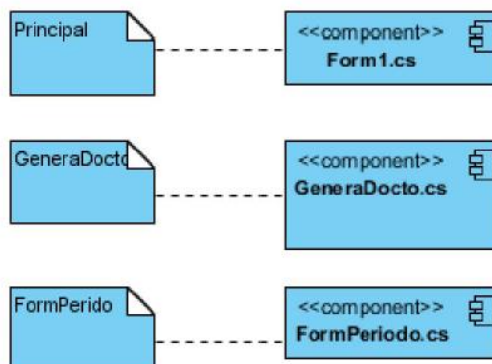 Principal
<<component>>
Form1.cs
GeneraDocto
<<component>>
GeneraDocto.cs
FormPerido
<<component>>
FormPeriodo.cs